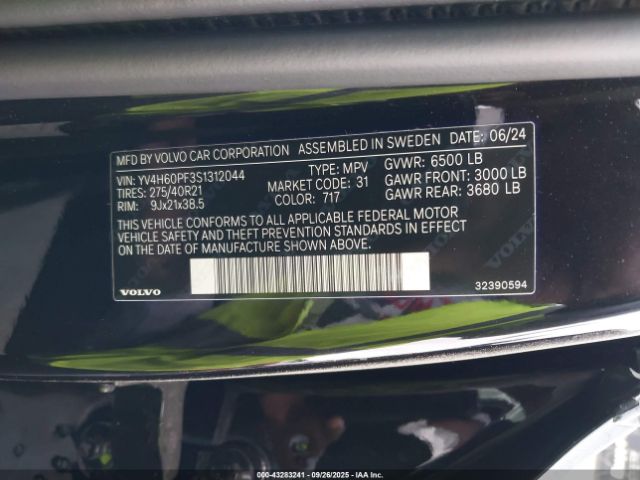 MFD BY VOLVO CAR CORPORATION ASSEMBLED IN SWEDEN DATE: 06/24
VIN: YV4H60PF3S1312044 TYPE: MPV GVWR: 6500 LB
TIRES: 275/40R21 MARKET CODE: 31 GAWR FRONT: 3000 LB
RIM: 9Jx21x38.5 COLOR: 717 GAWR REAR: 3680 LB
THIS VEHICLE CONFORMS TO ALL APPLICABLE FEDERAL MOTOR
VEHICLE SAFETY AND THEFT PREVENTION STANDARDS IN EFFECT
ON THE DATE OF MANUFACTURE SHOWN ABOVE.
VOLVO 32390594
000-43283241 - 09/26/2025 - IAA Inc.